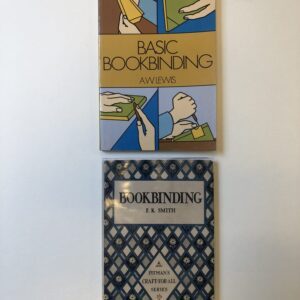 BASIC
BOOKBINDING
A.W. LEWIS
BOOKBINDING
F. K. SMITH
PITMAN'S
CRAFT-FOR-ALL
SERIES